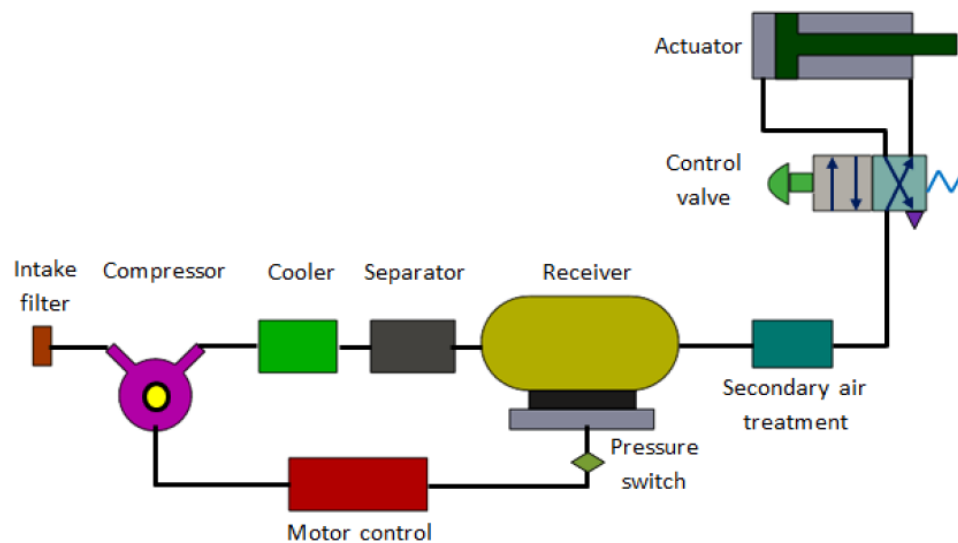 Actuator
Control
valve
Intake
filter
Compressor
Cooler
Separator
Receiver
Secondary air
treatment
Pressure
switch
Motor control